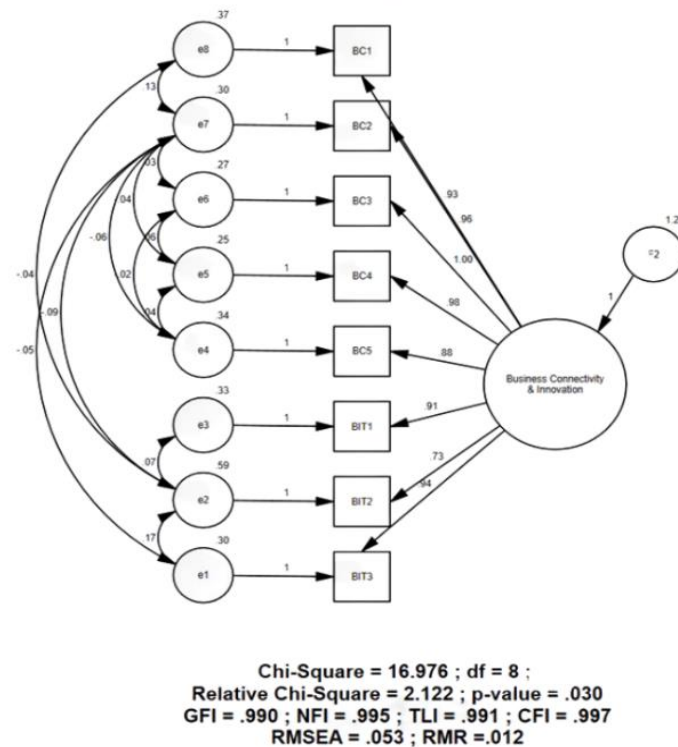 .37
e8
1
BC1
.13
.30
e7
1
BC2
.03
.27
e6
1
BC3
.04
.93
.96
1.2
-.06
.06
.25
e5
1
BC4
1.00
-.04
-.02
.98
1
-.09
.04
.34
e4
1
BC5
.88
-.05
Business Connectivity
& Innovation
.33
e3
1
BIT1
.91
.07
.59
e2
1
BIT2
.73
.94
.17
.30
e1
1
BIT3
Chi-Square = 16.976 ; df = 8 ;
Relative Chi-Square = 2.122 ; p-value = .030
GFI = .990 ; NFI = .995 ; TLI = .991 ; CFI = .997
RMSEA = .053 ; RMR =.012